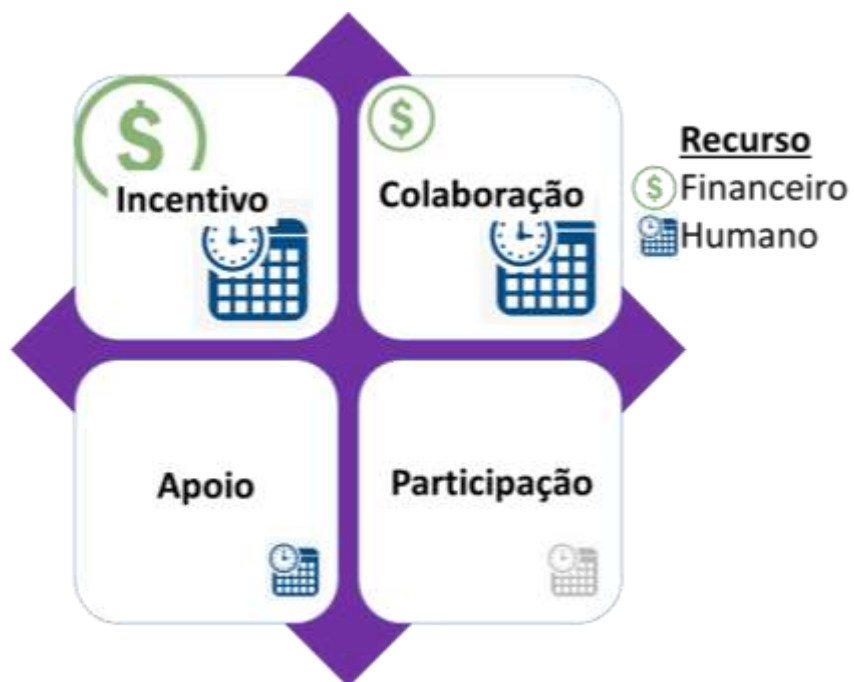 Incentivo
Colaboração
Recurso
$ Financeiro
Humano
Apoio
Participação